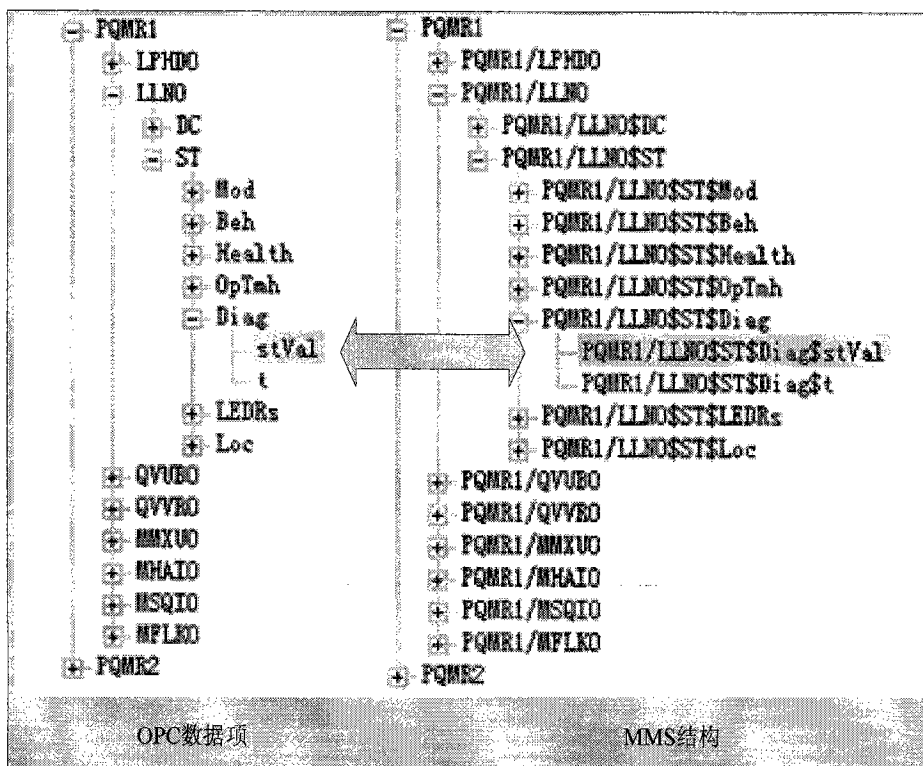 PQMR1
LPHD0
LLN0
DC
ST
Mod
Beh
Health
OpTmh
Diag
stVal
t
LEDRs
Loc
QVUB0
QVVR0
MMXU0
MHAI0
MSQI0
MFLK0
PQMR2
OPC数据项
PQMR1
PQMR1/LPHD0
PQMR1/LLN0
PQMR1/LLN0$DC
PQMR1/LLN0$ST
PQMR1/LLN0$ST$Mod
PQMR1/LLN0$ST$Beh
PQMR1/LLN0$ST$Health
PQMR1/LLN0$ST$OpTmh
PQMR1/LLN0$ST$Diag
PQMR1/LLN0$ST$Diag$stVal
PQMR1/LLN0$ST$Diag$t
PQMR1/LLN0$ST$LEDRs
PQMR1/LLN0$ST$Loc
PQMR1/QVUB0
PQMR1/QVVR0
PQMR1/MMXU0
PQMR1/MHAI0
PQMR1/MSQI0
PQMR1/MFLK0
PQMR2
MMS结构